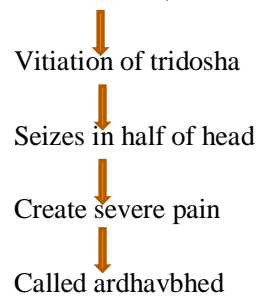 Vitiation of tridosha
Seizes in half of head
Create severe pain
Called ardhavbhed